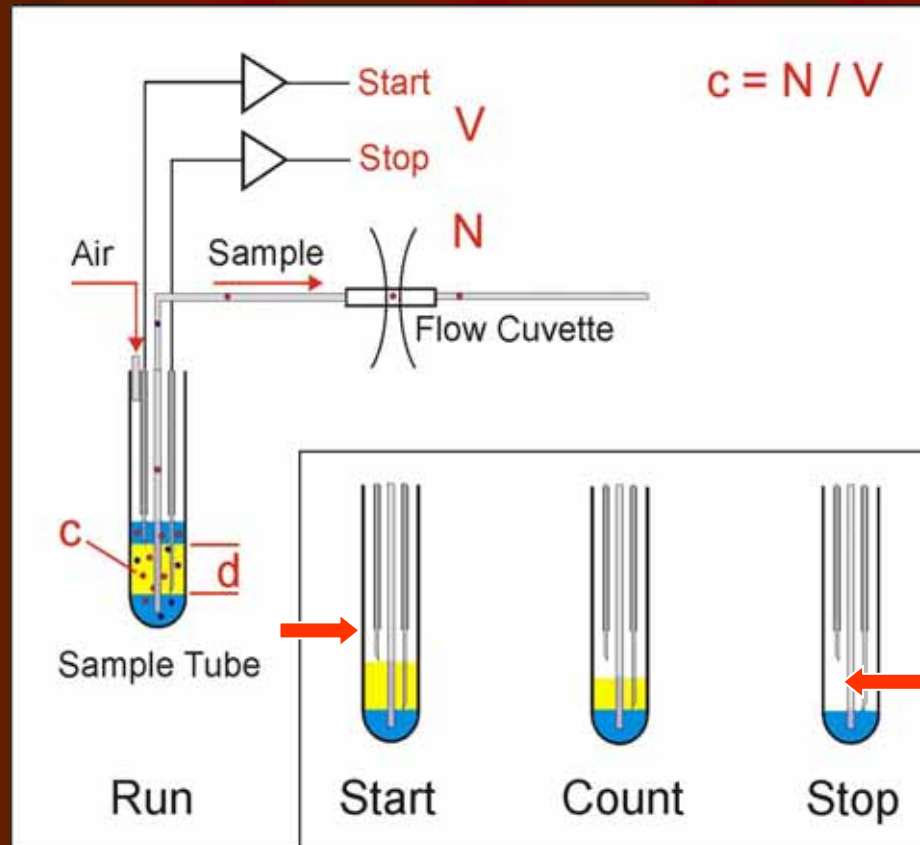 Start
c = N / V
V
Stop
N
Air
Sample
Flow Cuvette
c
d
Sample Tube
Run
Start
Count
Stop